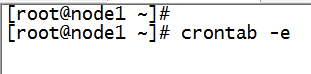 [root@node1 ~]#
[root@node1 ~]# crontab -e